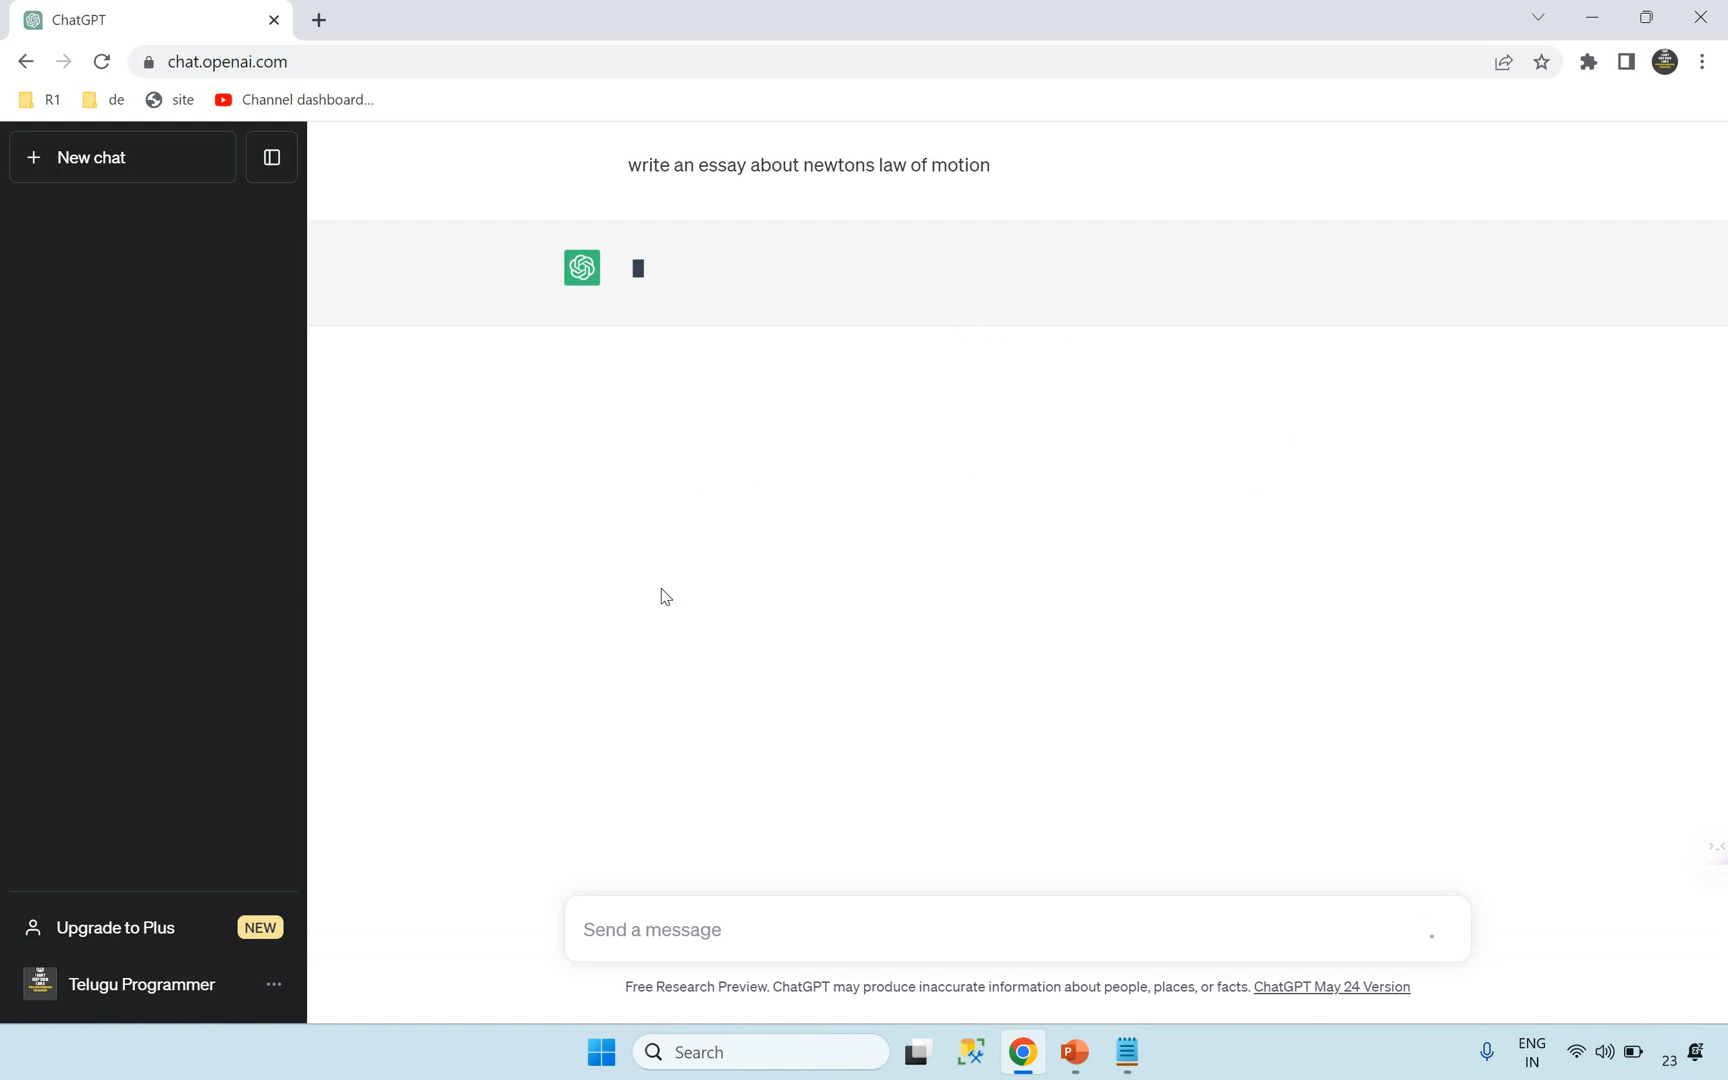 ChatGPT
chat.openai.com
R1
de
site
Channel dashboard...
New chat
write an essay about newtons law of motion
Upgrade to Plus
NEW
Telugu Programmer
Send a message
Free Research Preview. ChatGPT may produce inaccurate information about people, places, or facts. ChatGPT May 24 Version
Search
ENG
IN
23